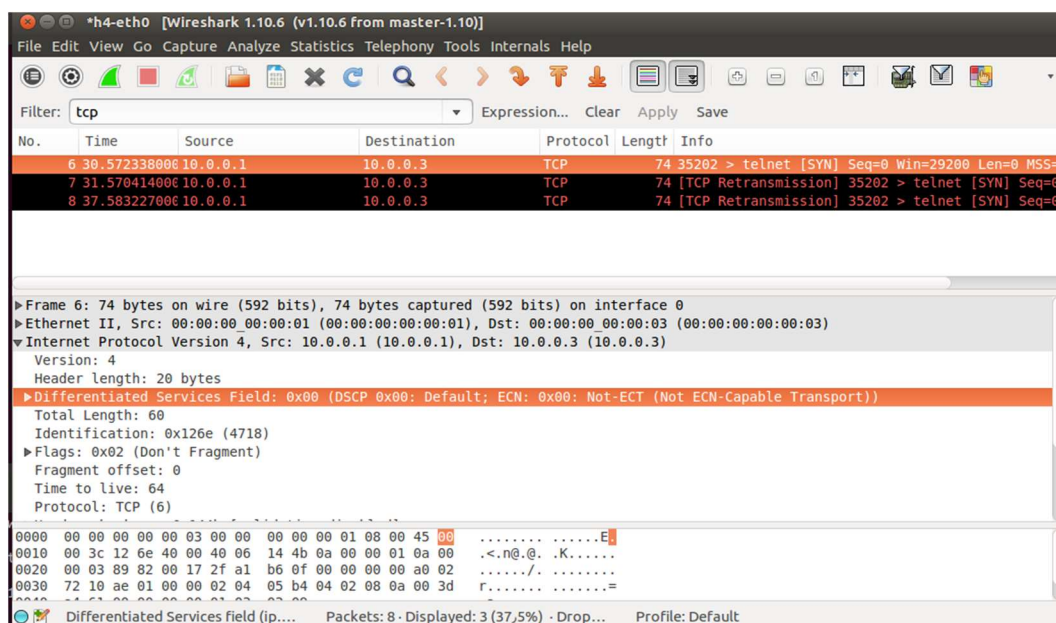 *h4-eth0 [Wireshark 1.10.6 (v1.10.6 from master-1.10)]
File Edit View Go Capture Analyze Statistics Telephony Tools Internals Help
Filter: tcp Expression... Clear Apply Save
No. Time Source Destination Protocol Length Info
6 30.572338000 10.0.0.1 10.0.0.3 TCP 74 35202 > telnet [SYN] Seq=0 Win=29200 Len=0 MSS=
7 31.570414000 10.0.0.1 10.0.0.3 TCP 74 [TCP Retransmission] 35202 > telnet [SYN] Seq=0
8 37.583227000 10.0.0.1 10.0.0.3 TCP 74 [TCP Retransmission] 35202 > telnet [SYN] Seq=0
Frame 6: 74 bytes on wire (592 bits), 74 bytes captured (592 bits) on interface 0
Ethernet II, Src: 00:00:00_00:00:01 (00:00:00:00:00:01), Dst: 00:00:00_00:00:03 (00:00:00:00:00:03)
Internet Protocol Version 4, Src: 10.0.0.1 (10.0.0.1), Dst: 10.0.0.3 (10.0.0.3)
Version: 4
Header length: 20 bytes
Differentiated Services Field: 0x00 (DSCP 0x00: Default; ECN: 0x00: Not-ECT (Not ECN-Capable Transport))
Total Length: 60
Identification: 0x126e (4718)
Flags: 0x02 (Don't Fragment)
Fragment offset: 0
Time to live: 64
Protocol: TCP (6)
0000 00 00 00 00 00 03 00 00 00 00 00 01 08 00 45 00 ........ ......E.
0010 00 3c 12 6e 40 00 40 06 14 4b 0a 00 00 01 0a 00 .<.n@.@. .K......
0020 00 03 89 82 00 17 2f a1 b6 0f 00 00 00 00 a0 02 ....../. ........
0030 72 10 ae 01 00 00 02 04 05 b4 04 02 08 0a 00 3d r....... .......=
Differentiated Services field (ip.... Packets: 8 · Displayed: 3 (37,5%) · Drop... Profile: Default